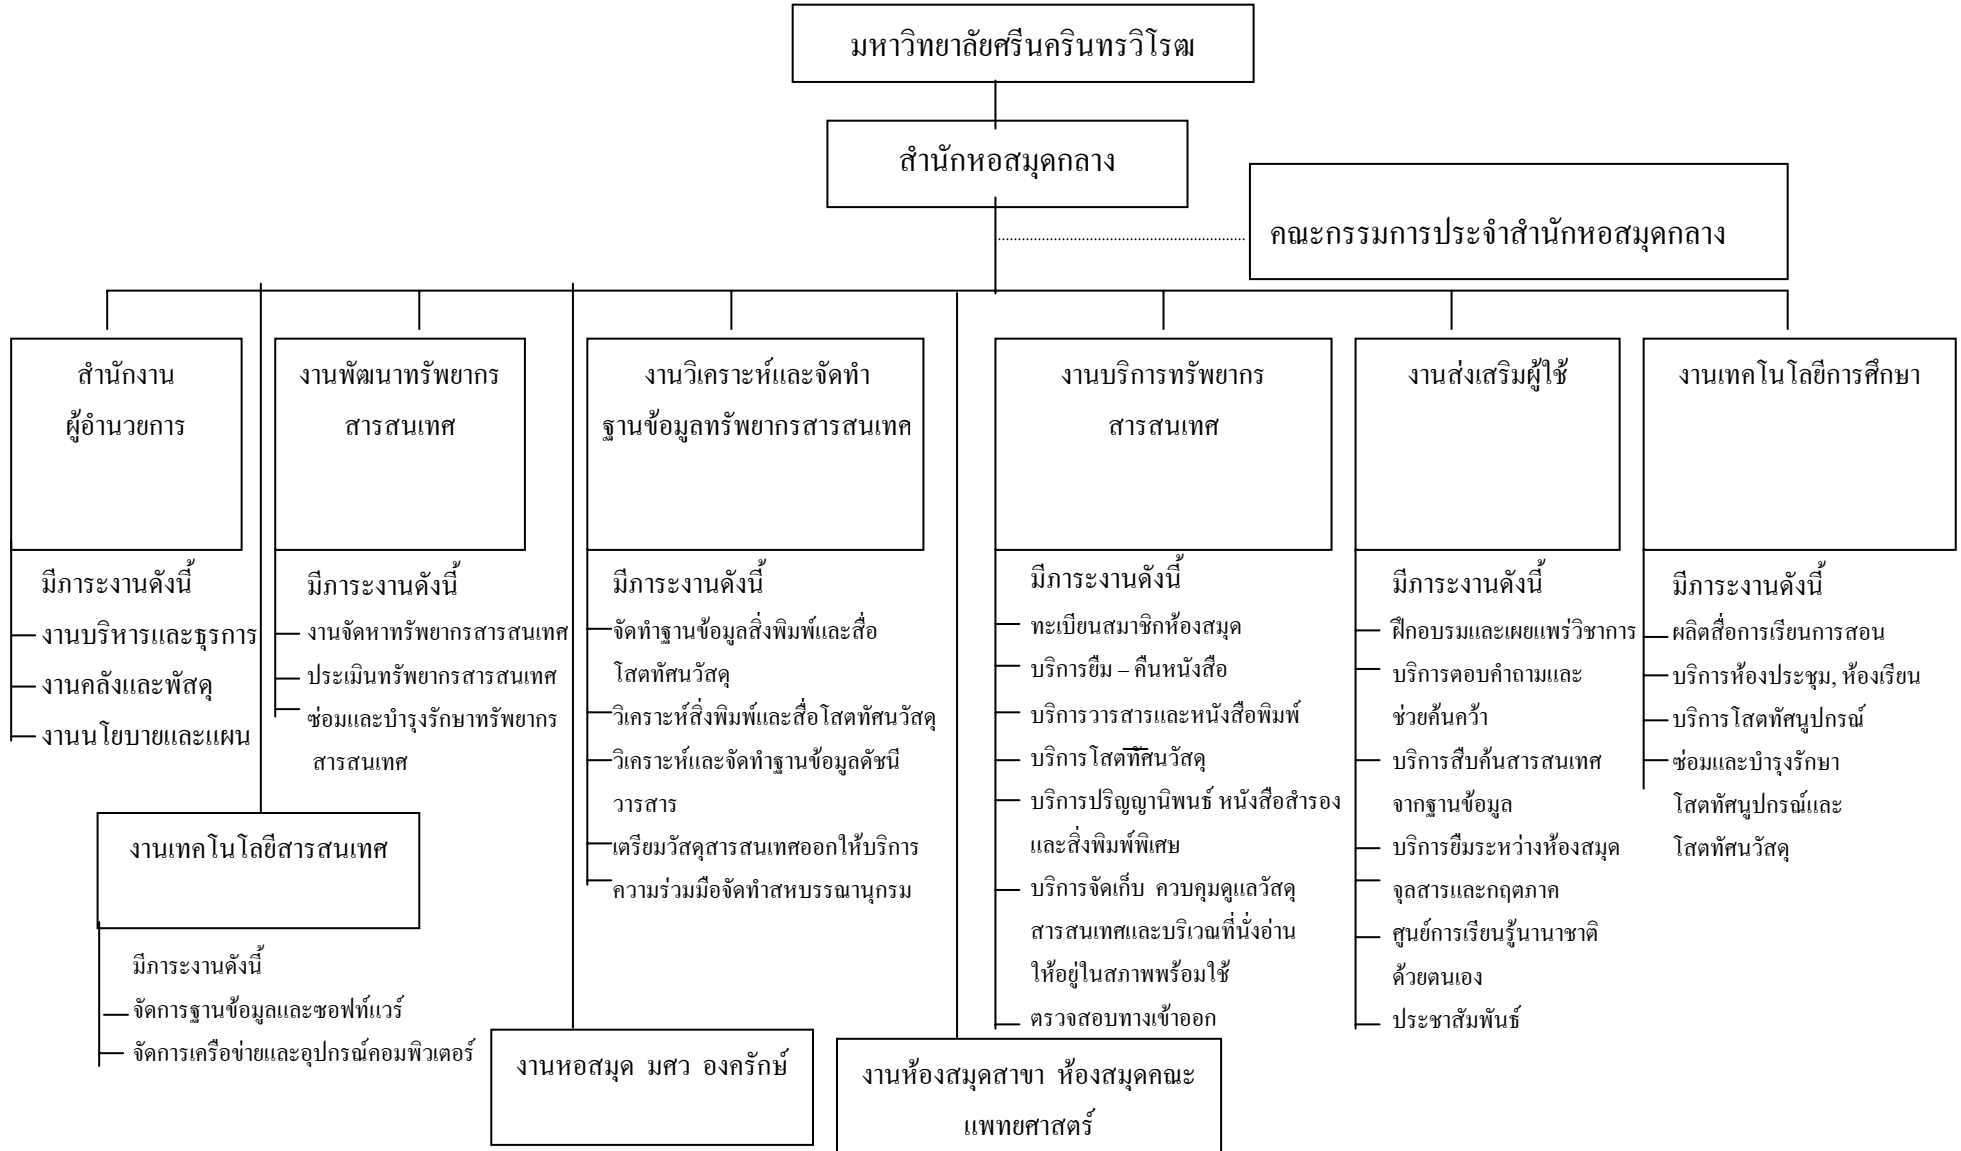 มหาวิทยาลัยศรีนครินทรวิโรฒ
สำนักหอสมุดกลาง
คณะกรรมการประจำสำนักหอสมุดกลาง
สำนักงาน
ผู้อำนวยการ
มีภาระงานดังนี้
งานบริหารและธุรการ
งานคลังและพัสดุ
งานนโยบายและแผน
งานพัฒนาทรัพยากร
สารสนเทศ
มีภาระงานดังนี้
งานจัดหาทรัพยากรสารสนเทศ
ประเมินทรัพยากรสารสนเทศ
ซ่อมและบำรุงรักษาทรัพยากร
สารสนเทศ
งานวิเคราะห์และจัดทำ
ฐานข้อมูลทรัพยากรสารสนเทศ
มีภาระงานดังนี้
จัดทำฐานข้อมูลสิ่งพิมพ์และสื่อ
โสตทัศนวัสดุ
วิเคราะห์สิ่งพิมพ์และสื่อโสตทัศนวัสดุ
วิเคราะห์และจัดทำฐานข้อมูลดัชนี
วารสาร
เตรียมวัสดุสารสนเทศออกให้บริการ
ความร่วมมือจัดทำสหบรรณานุกรม
งานบริการทรัพยากร
สารสนเทศ
มีภาระงานดังนี้
ทะเบียนสมาชิกห้องสมุด
บริการยืม – คืนหนังสือ
บริการวารสารและหนังสือพิมพ์
บริการโสตทัศนวัสดุ
บริการปริญญานิพนธ์ หนังสือสำรอง
และสิ่งพิมพ์พิเศษ
บริการจัดเก็บ ควบคุมดูแลวัสดุ
สารสนเทศและบริเวณที่นั่งอ่าน
ให้อยู่ในสภาพพร้อมใช้
ตรวจสอบทางเข้าออก
งานส่งเสริมผู้ใช้
มีภาระงานดังนี้
ฝึกอบรมและเผยแพร่วิชาการ
บริการตอบคำถามและ
ช่วยค้นคว้า
บริการสืบค้นสารสนเทศ
จากฐานข้อมูล
บริการยืมระหว่างห้องสมุด
จุลสารและกฤตภาค
ศูนย์การเรียนรู้นานาชาติ
ด้วยตนเอง
ประชาสัมพันธ์
งานเทคโนโลยีการศึกษา
มีภาระงานดังนี้
ผลิตสื่อการเรียนการสอน
บริการห้องประชุม, ห้องเรียน
บริการโสตทัศนูปกรณ์
ซ่อมและบำรุงรักษา
โสตทัศนูปกรณ์และ
โสตทัศนวัสดุ
งานเทคโนโลยีสารสนเทศ
มีภาระงานดังนี้
จัดการฐานข้อมูลและซอฟท์แวร์
จัดการเครือข่ายและอุปกรณ์คอมพิวเตอร์
งานหอสมุด มศว องครักษ์
งานห้องสมุดสาขา ห้องสมุดคณะ
แพทยศาสตร์